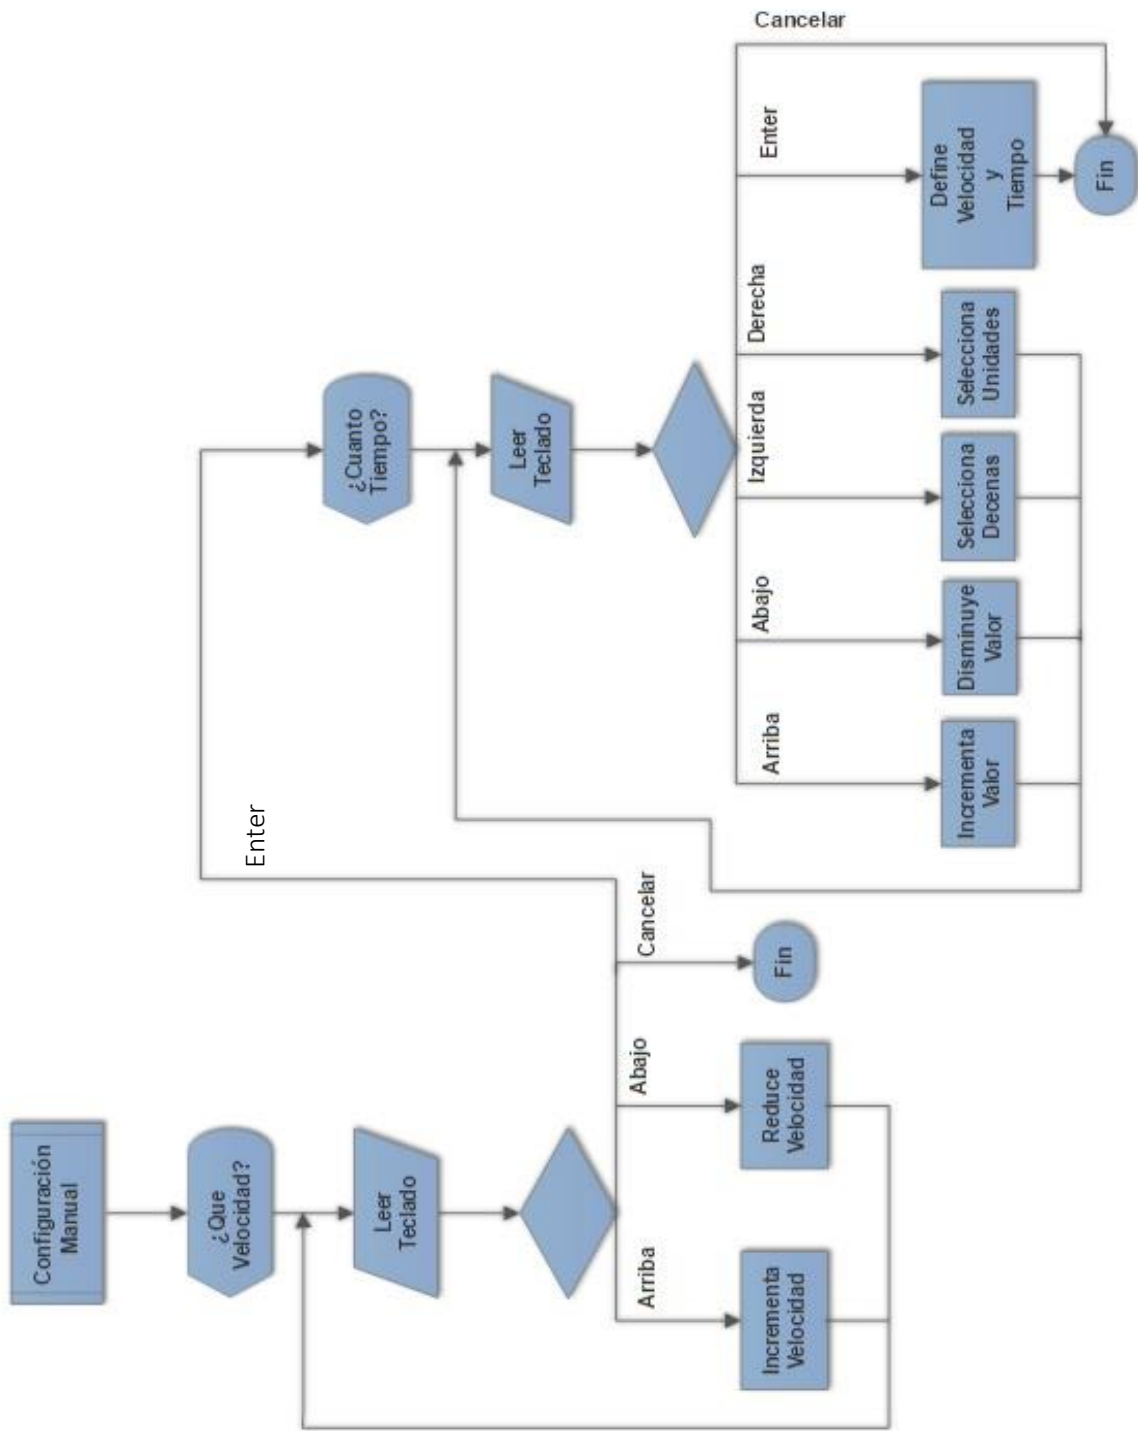 Configuración
Manual
¿Que
Velocidad?
Leer
Teclado
Arriba
Abajo
Cancelar
Enter
Incrementa
Velocidad
Reduce
Velocidad
Fin
¿Cuanto
Tiempo?
Leer
Teclado
Arriba
Abajo
Izquierda
Derecha
Enter
Cancelar
Incrementa
Valor
Disminuye
Valor
Selecciona
Decenas
Selecciona
Unidades
Define
Velocidad
y
Tiempo
Fin